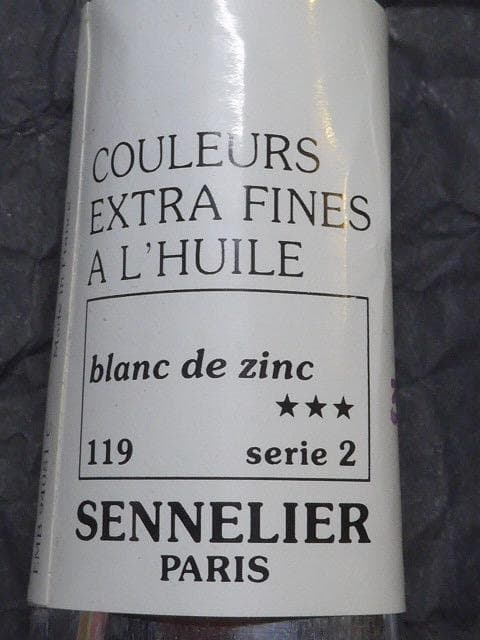 COULEURS
EXTRA FINES
A L'HUILE
blanc de zinc
★★★
119 serie 2
SENNELIER
PARIS